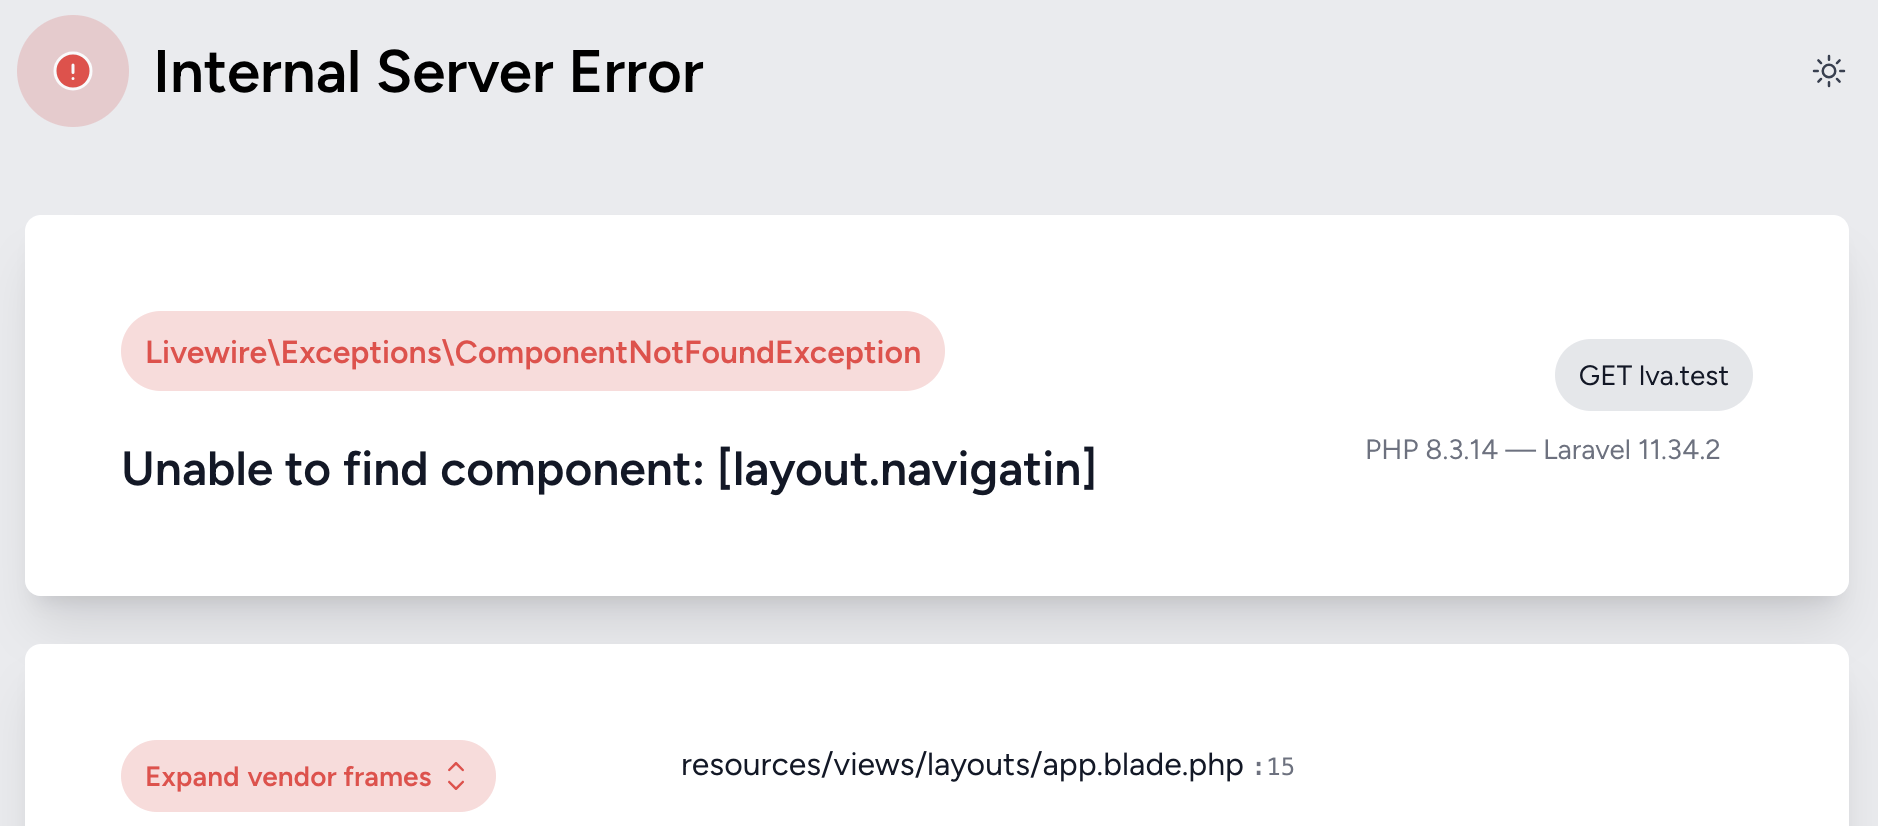 Internal Server Error
Livewire\Exceptions\ComponentNotFoundException
GET lva.test
Unable to find component: [layout.navigatin]
PHP 8.3.14 — Laravel 11.34.2
Expand vendor frames
resources/views/layouts/app.blade.php :15